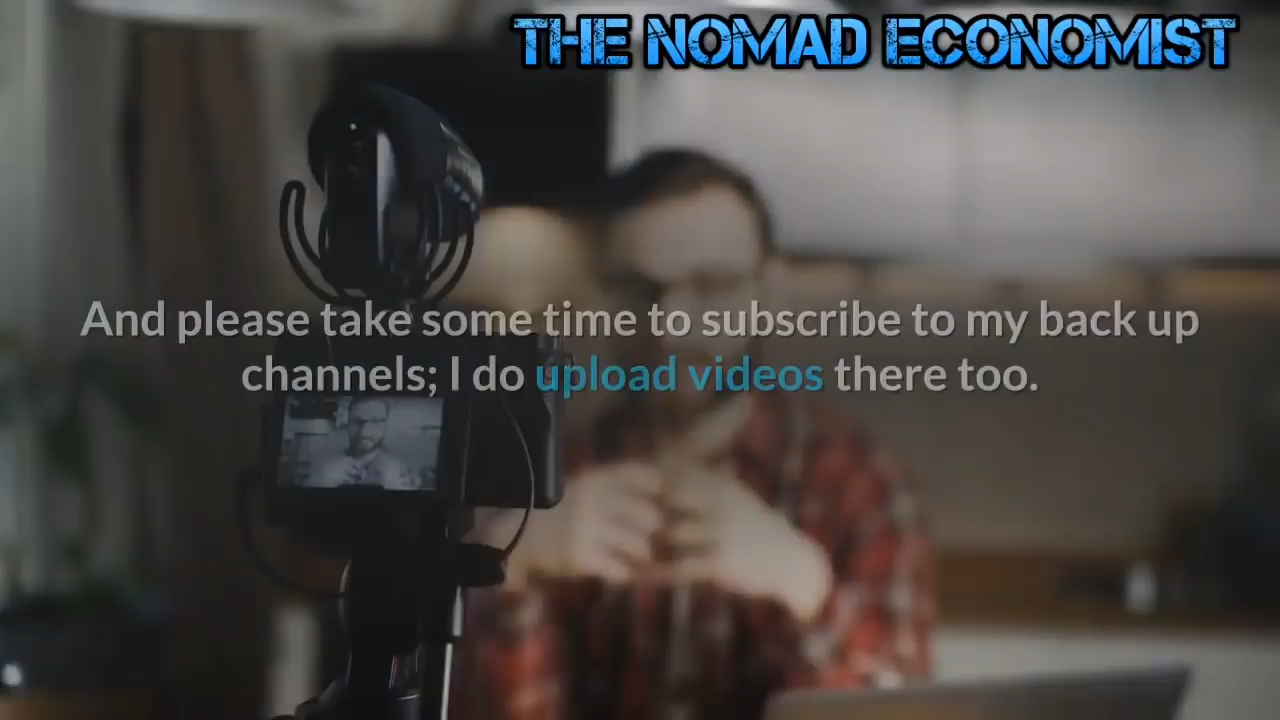 THE NOMAD ECONOMIST
And please take some time to subscribe to my back up
channels; I do upload videos there too.